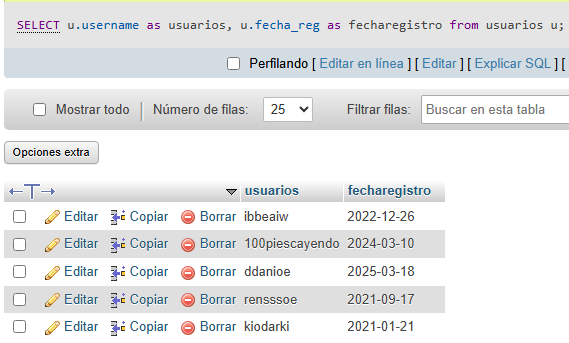 SELECT u.username as usuarios, u.fecha_reg as fecharegistro from usuarios u;
Perfilando [ Editar en línea ] [ Editar ] [ Explicar SQL ] [
Mostrar todo Número de filas: 25 Filtrar filas: Buscar en esta tabla
Opciones extra
←T→ usuarios fecharegistro
Editar Copiar Borrar ibbeaiw 2022-12-26
Editar Copiar Borrar 100piescayendo 2024-03-10
Editar Copiar Borrar ddanioe 2025-03-18
Editar Copiar Borrar rensssoe 2021-09-17
Editar Copiar Borrar kiodarki 2021-01-21